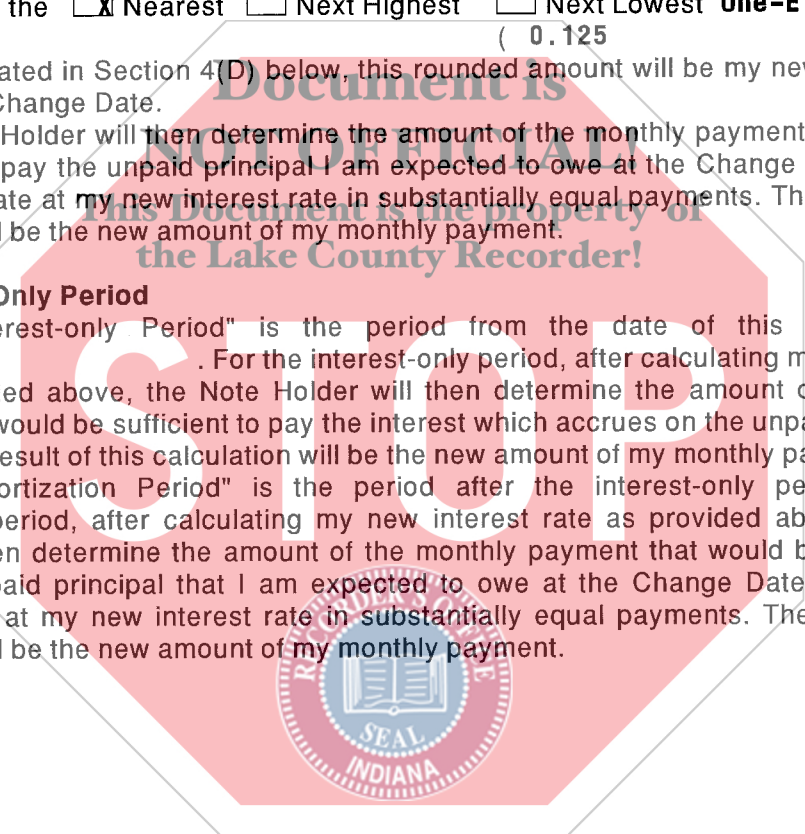 the X Nearest Next Highest Next Lowest One-E
( 0.125
ated in Section 4(D) below, this rounded amount will be my new
Change Date.
Holder will then determine the amount of the monthly payment
pay the unpaid principal I am expected to owe at the Change
ate at my new interest rate in substantially equal payments. Th
l be the new amount of my monthly payment.
Only Period
erest-only Period" is the period from the date of this
. For the interest-only period, after calculating m
ed above, the Note Holder will then determine the amount o
would be sufficient to pay the interest which accrues on the unpa
esult of this calculation will be the new amount of my monthly pa
ortization Period" is the period after the interest-only pe
period, after calculating my new interest rate as provided ab
en determine the amount of the monthly payment that would b
paid principal that I am expected to owe at the Change Date
at my new interest rate in substantially equal payments. The
l be the new amount of my monthly payment.
Document is
NOT OFFICIAL!
This Document is the property of
the Lake County Recorder!
STOP
RECORDER'S OFFICE
SEAL
INDIANA